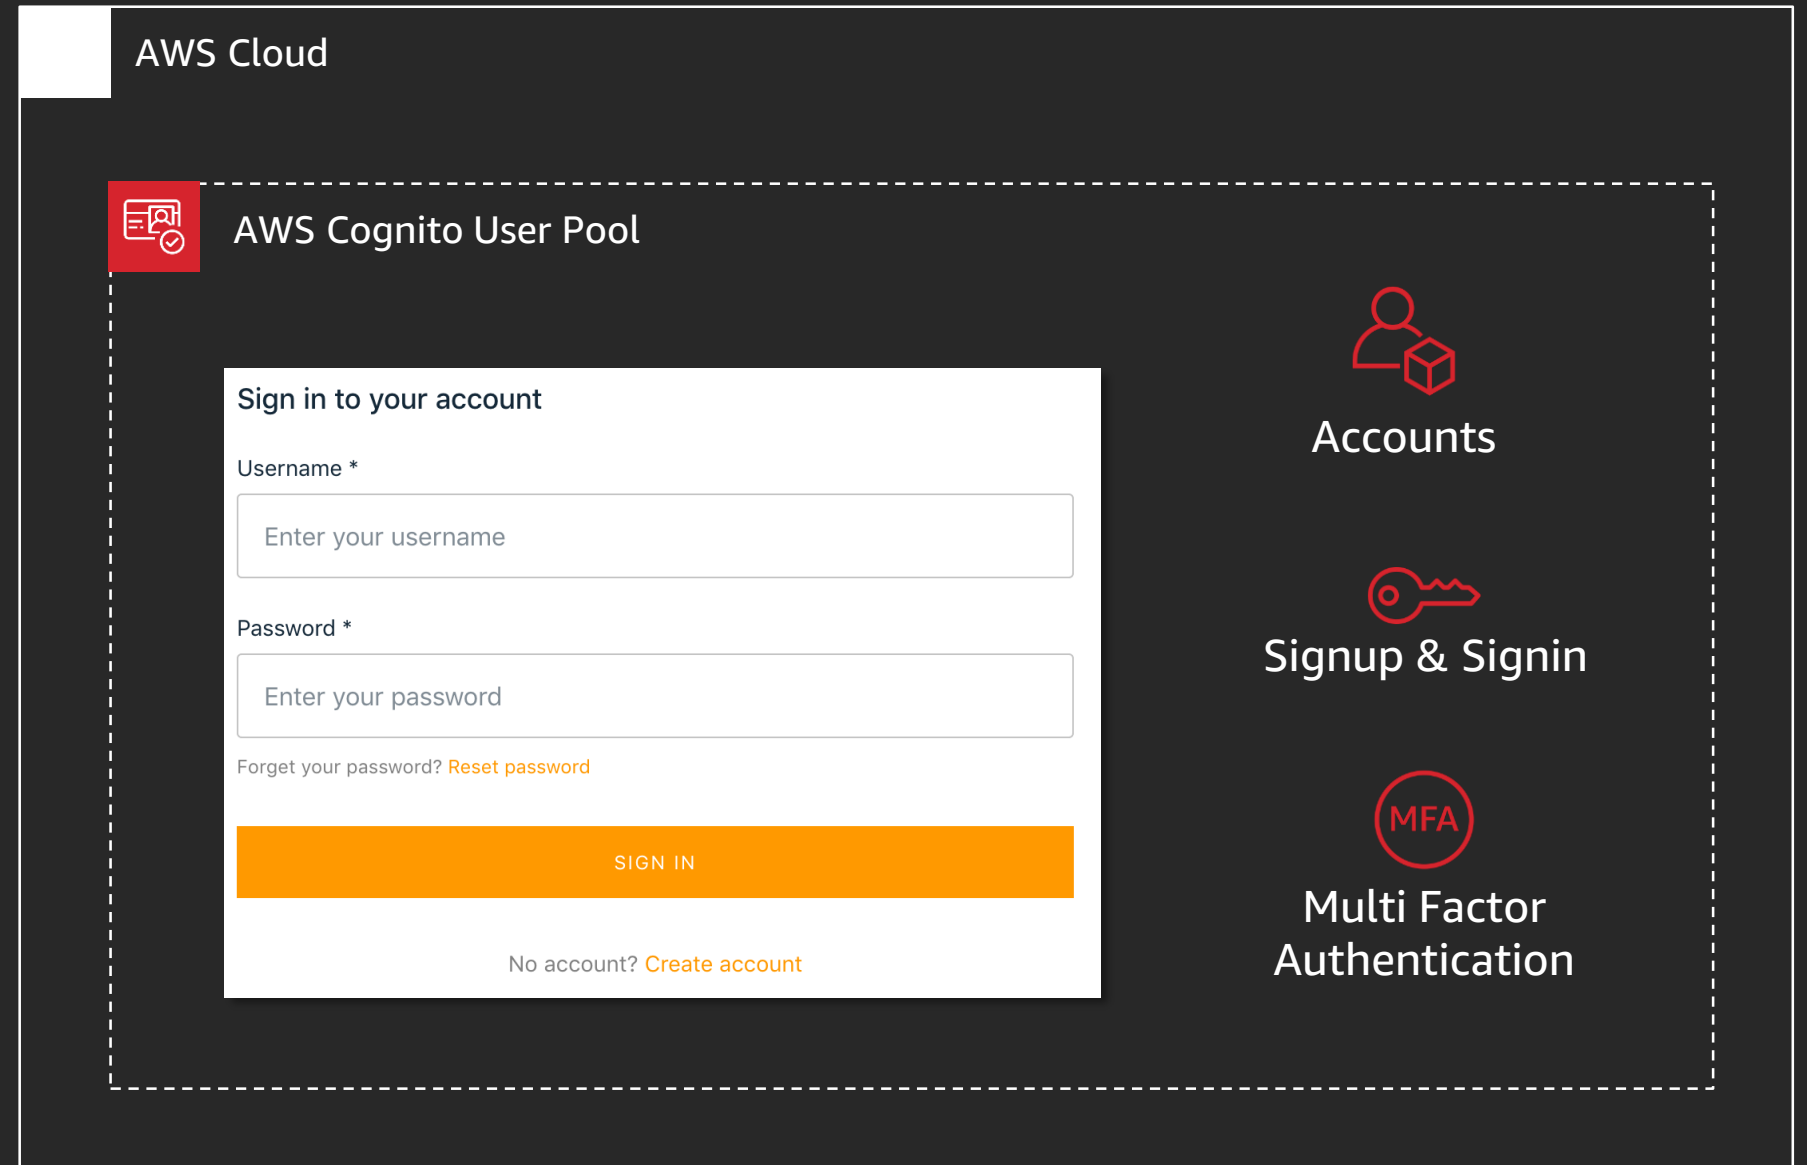 AWS Cloud
AWS Cognito User Pool
Sign in to your account
Username *
Enter your username
Password *
Enter your password
Forget your password? Reset password
SIGN IN
No account? Create account
Accounts
Signup & Signin
MFA
Multi Factor
Authentication